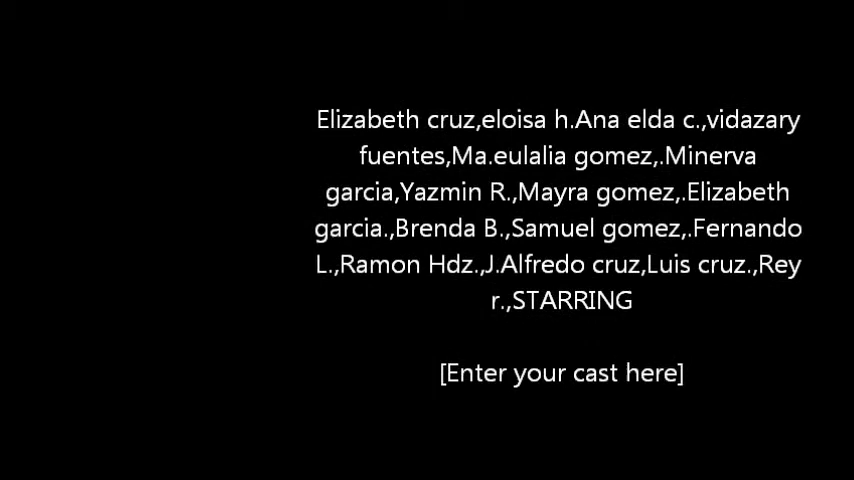 Elizabeth cruz,eloisa h.Ana elda c.,vidazary
fuentes,Ma.eulalia gomez,.Minerva
garcia,Yazmin R.,Mayra gomez,.Elizabeth
garcia.,Brenda B.,Samuel gomez,.Fernando
L.,Ramon Hdz.,J.Alfredo cruz,Luis cruz.,Rey
r.,STARRING
[Enter your cast here]